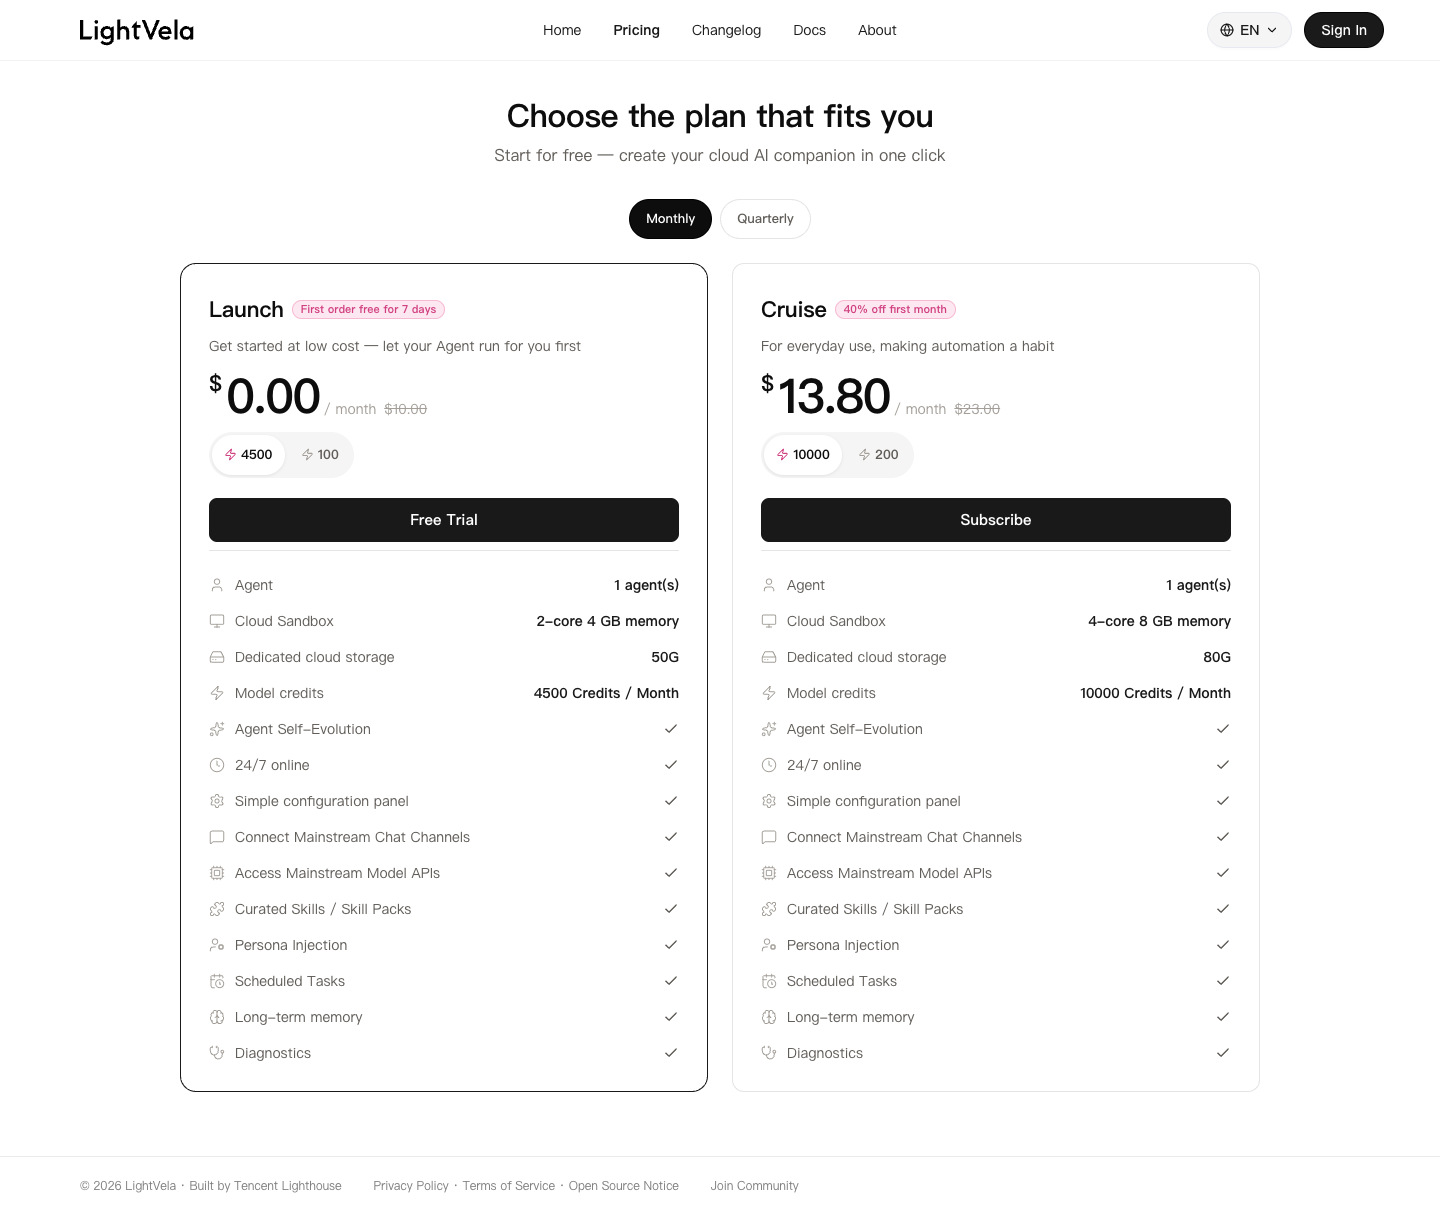 LightVela
Home
Pricing
Changelog
Docs
About
EN
Sign In
Choose the plan that fits you
Start for free — create your cloud AI companion in one click
Monthly
Quarterly
Launch
First order free for 7 days
Get started at low cost — let your Agent run for you first
$0.00 / month $10.00
4500
100
Free Trial
Agent 1 agent(s)
Cloud Sandbox 2-core 4 GB memory
Dedicated cloud storage 50G
Model credits 4500 Credits / Month
Agent Self-Evolution
24/7 online
Simple configuration panel
Connect Mainstream Chat Channels
Access Mainstream Model APIs
Curated Skills / Skill Packs
Persona Injection
Scheduled Tasks
Long-term memory
Diagnostics
Cruise
40% off first month
For everyday use, making automation a habit
$13.80 / month $23.00
10000
200
Subscribe
Agent 1 agent(s)
Cloud Sandbox 4-core 8 GB memory
Dedicated cloud storage 80G
Model credits 10000 Credits / Month
Agent Self-Evolution
24/7 online
Simple configuration panel
Connect Mainstream Chat Channels
Access Mainstream Model APIs
Curated Skills / Skill Packs
Persona Injection
Scheduled Tasks
Long-term memory
Diagnostics
© 2026 LightVela · Built by Tencent Lighthouse
Privacy Policy · Terms of Service · Open Source Notice
Join Community